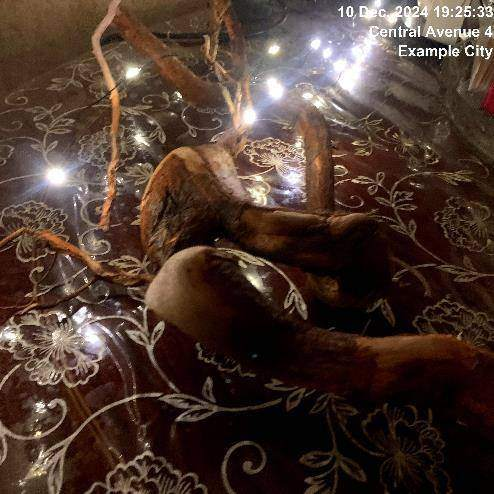 10 Dec. 2024 19:25:33
Central Avenue 4
Example City